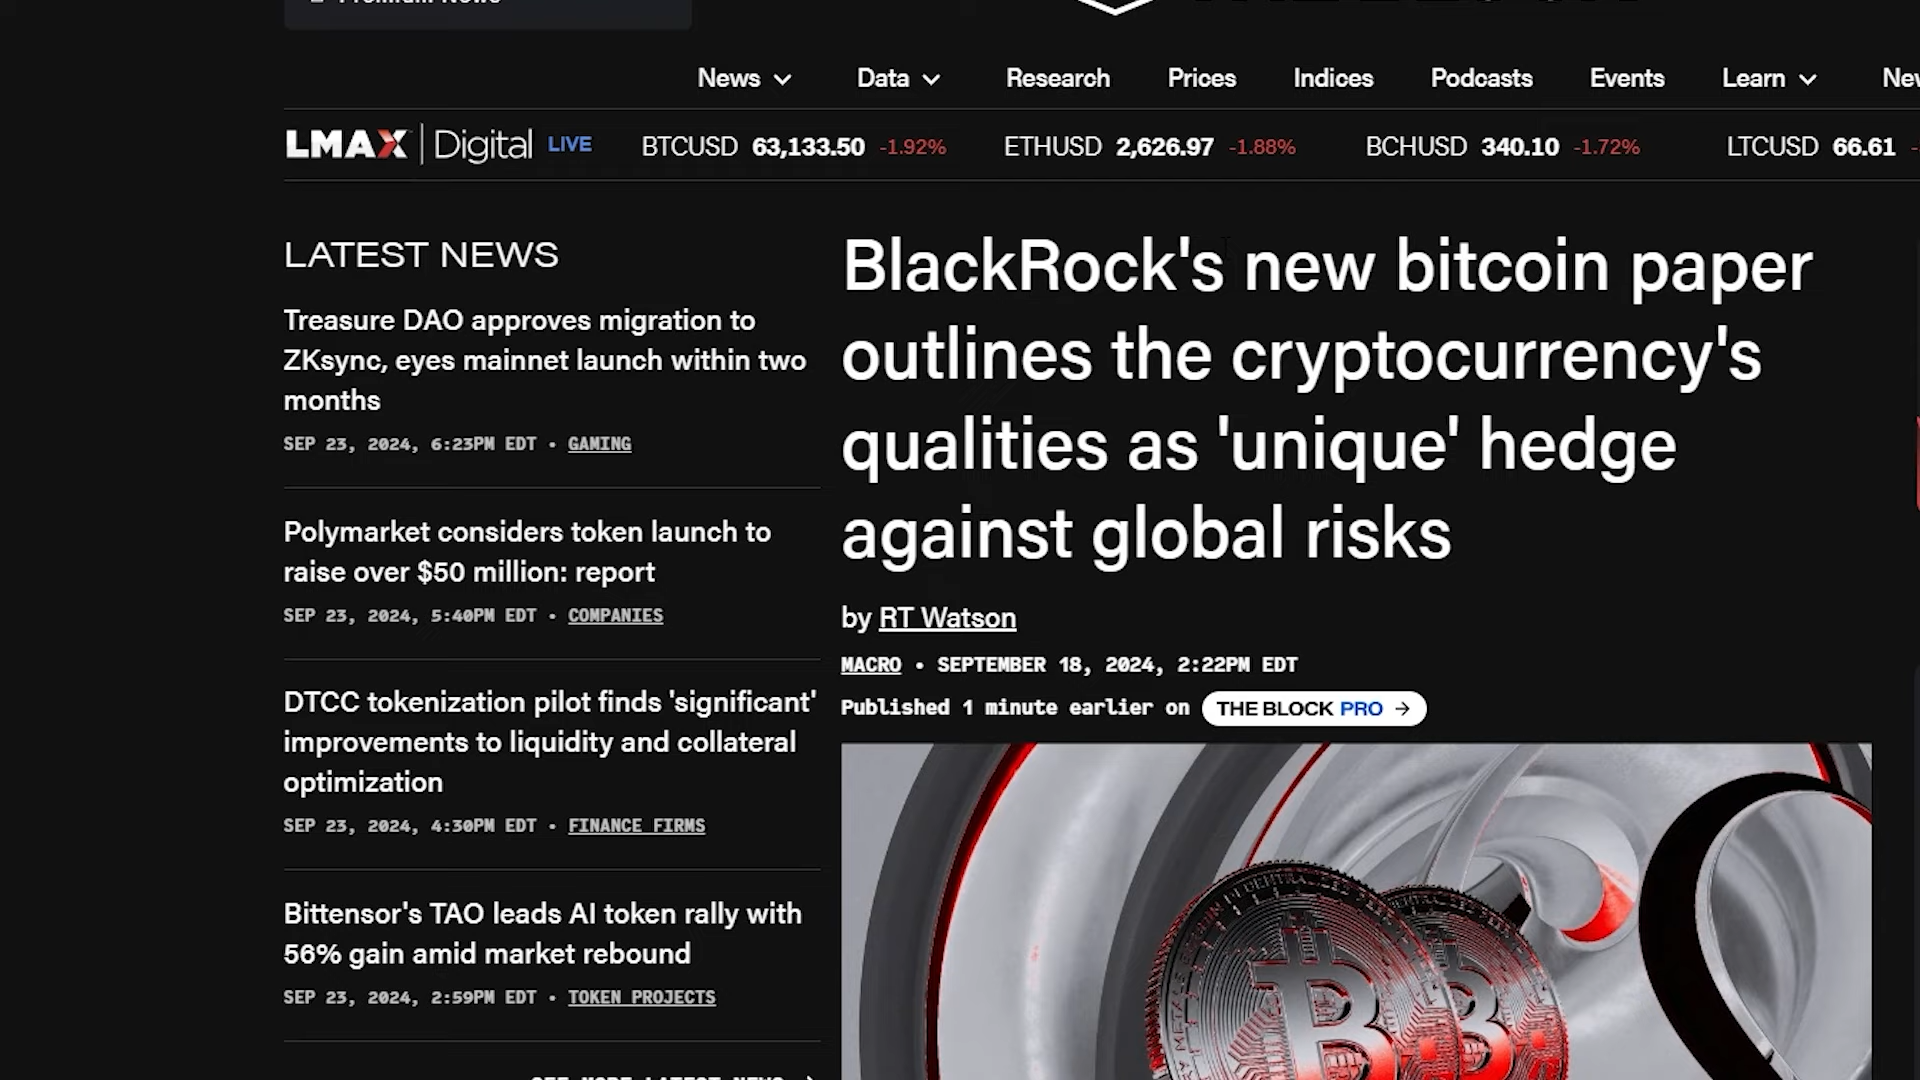 Premium News
News
Data
Research
Prices
Indices
Podcasts
Events
Learn
LMAX Digital LIVE
BTCUSD 63,133.50 -1.92%
ETHUSD 2,626.97 -1.88%
BCHUSD 340.10 -1.72%
LTCUSD 66.61
LATEST NEWS
Treasure DAO approves migration to
ZKsync, eyes mainnet launch within two
months
SEP 23, 2024, 6:23PM EDT • GAMING
Polymarket considers token launch to
raise over $50 million: report
SEP 23, 2024, 5:40PM EDT • COMPANIES
DTCC tokenization pilot finds 'significant'
improvements to liquidity and collateral
optimization
SEP 23, 2024, 4:30PM EDT • FINANCE FIRMS
Bittensor's TAO leads AI token rally with
56% gain amid market rebound
SEP 23, 2024, 2:59PM EDT • TOKEN PROJECTS
SEE MORE LATEST NEWS
BlackRock's new bitcoin paper
outlines the cryptocurrency's
qualities as 'unique' hedge
against global risks
by RT Watson
MACRO • SEPTEMBER 18, 2024, 2:22PM EDT
Published 1 minute earlier on THE BLOCK PRO →